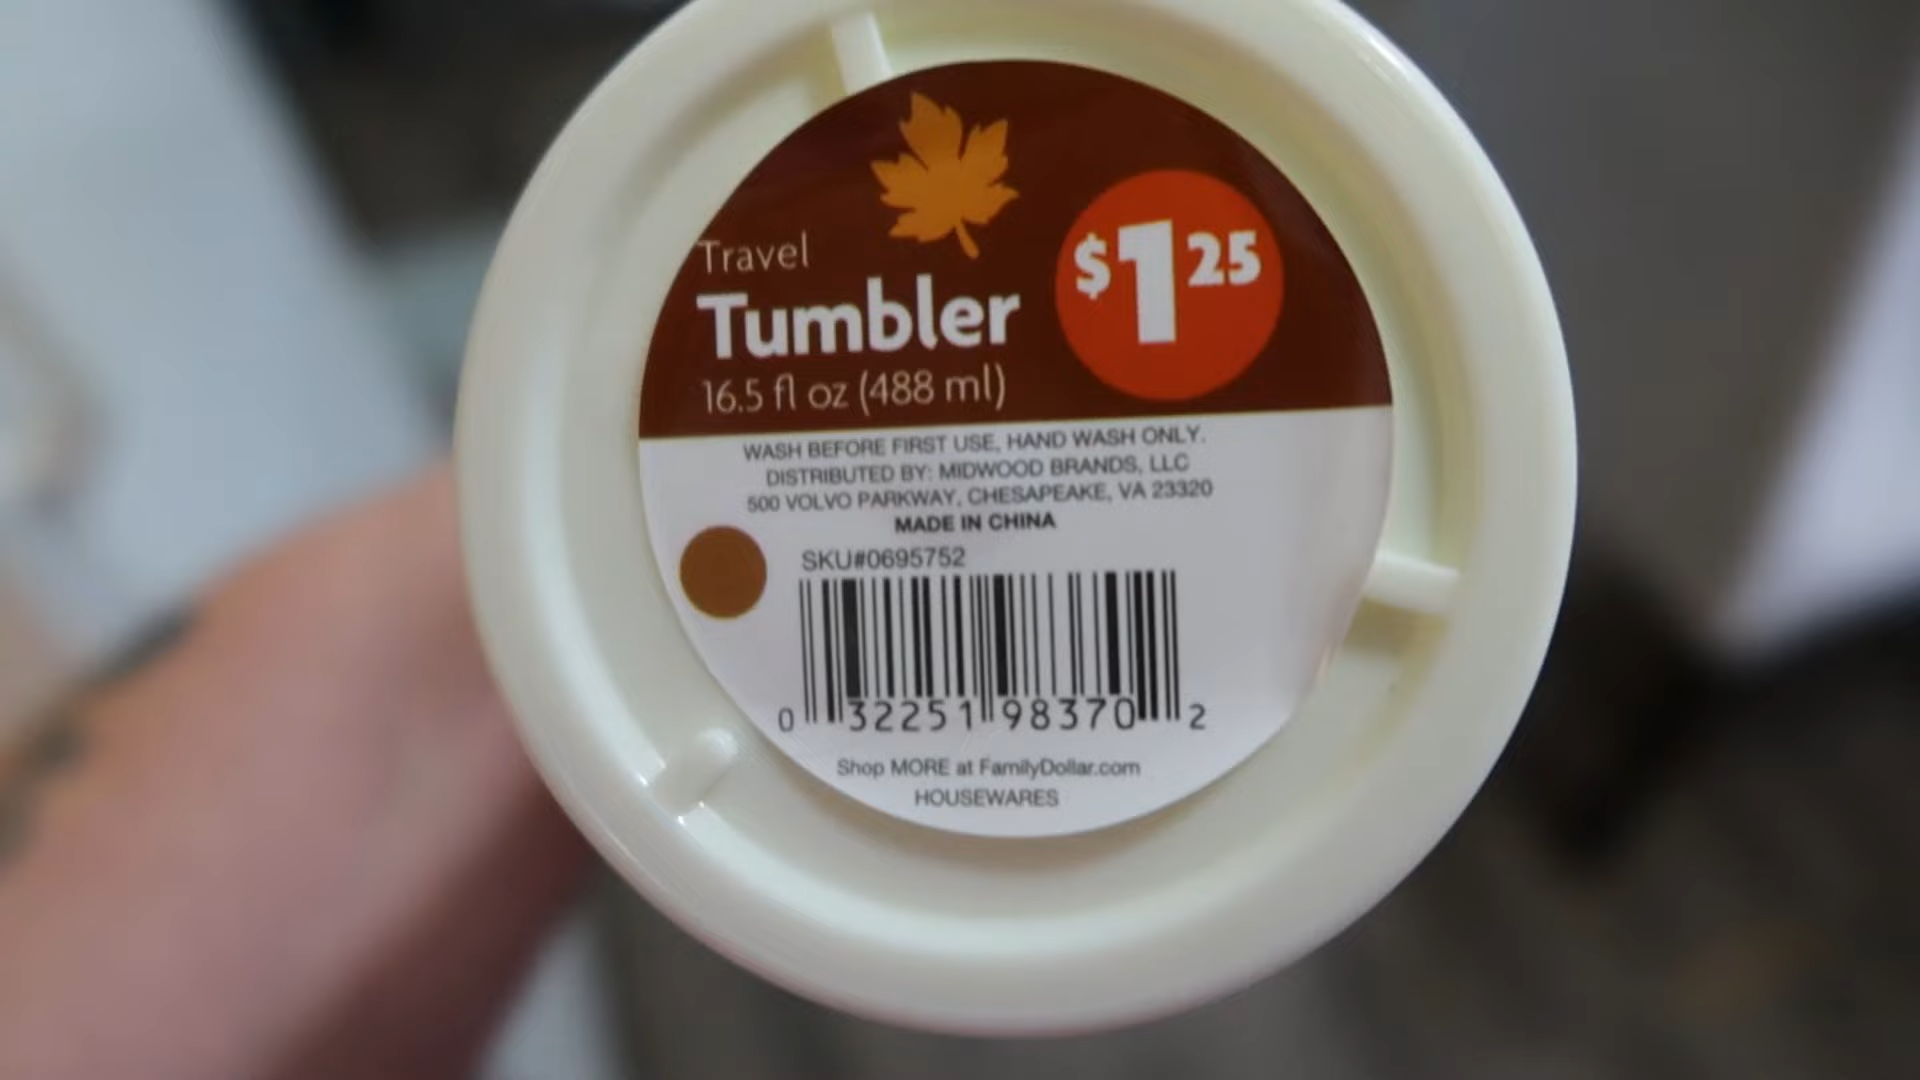 Travel
Tumbler
16.5 fl oz (488 ml)
$1 25
WASH BEFORE FIRST USE, HAND WASH ONLY.
DISTRIBUTED BY: MIDWOOD BRANDS, LLC
500 VOLVO PARKWAY, CHESAPEAKE, VA 23320
MADE IN CHINA
SKU#0695752
0 32251 98370 2
Shop MORE at FamilyDollar.com
HOUSEWARES